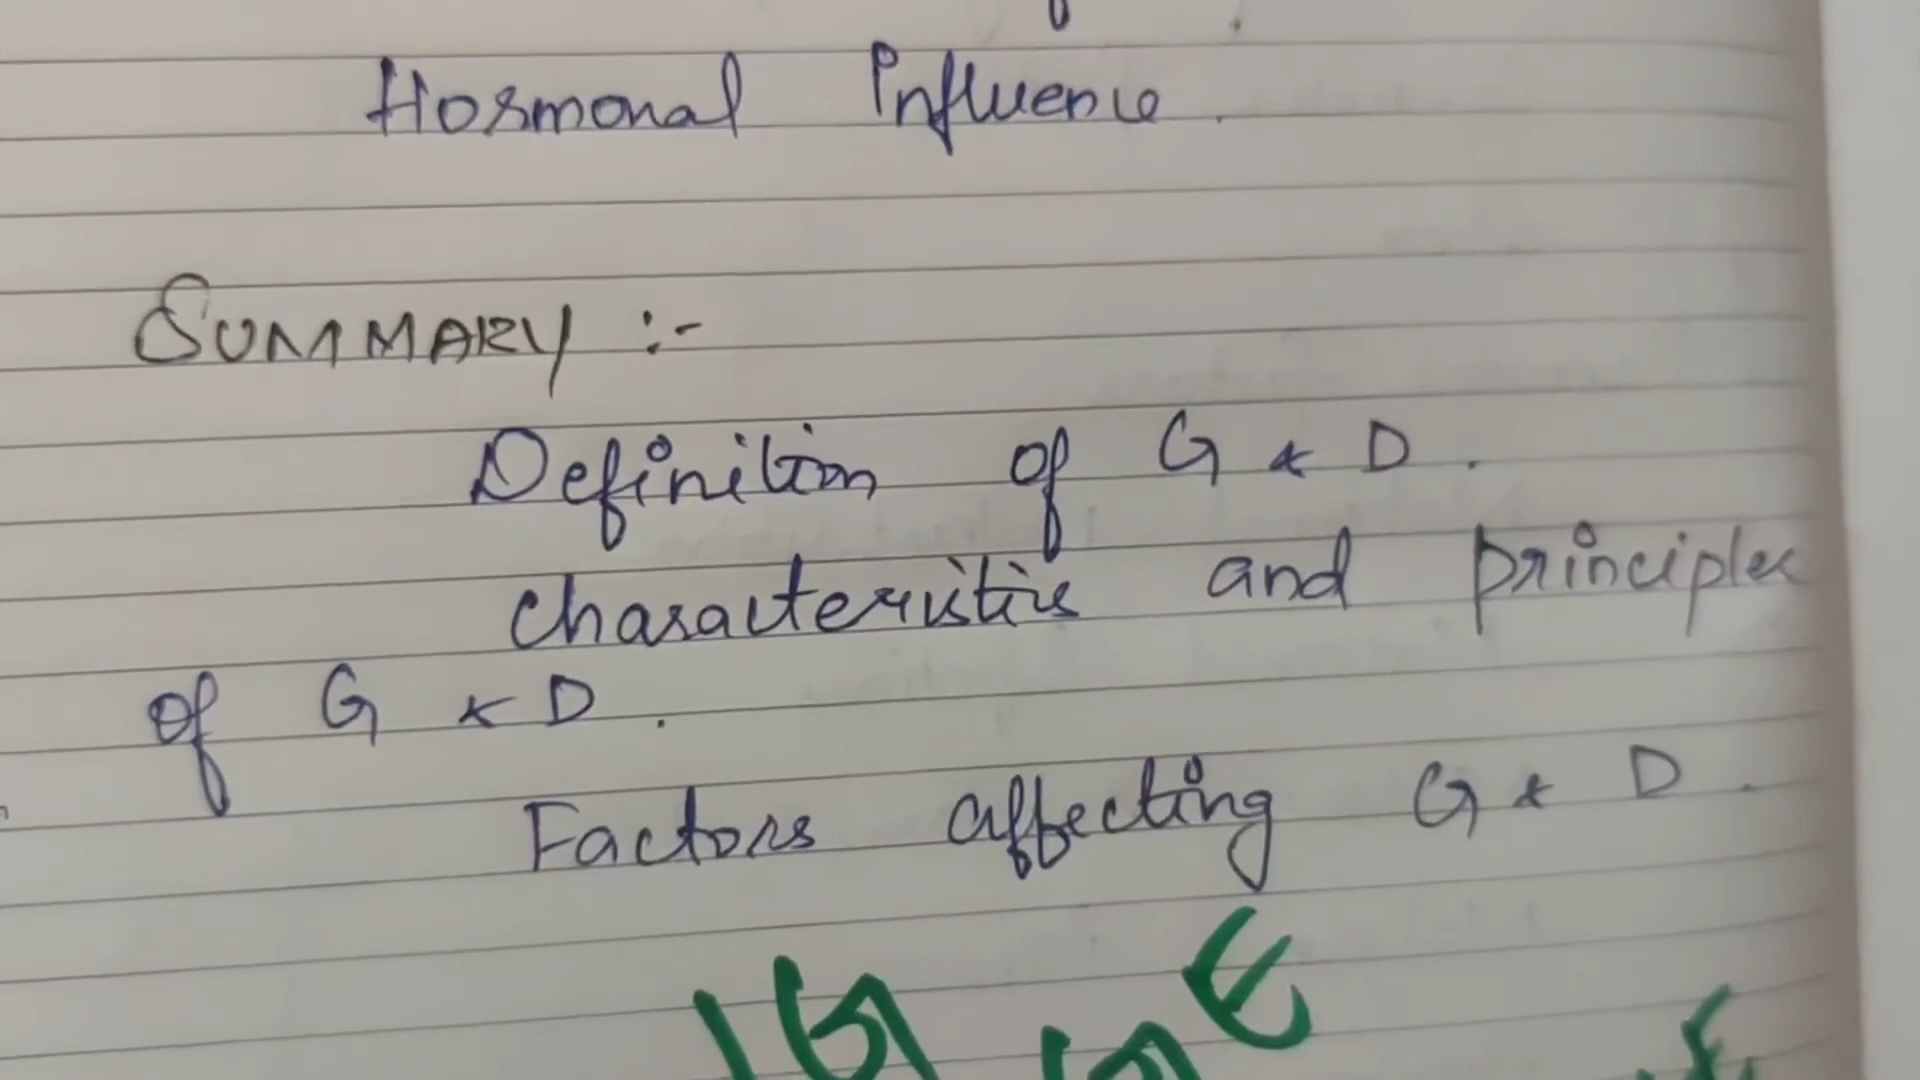 Hormonal Influence.
SUMMARY :-
Definition of G & D.
characteristics and principles
of G & D.
Factors affecting G & D.